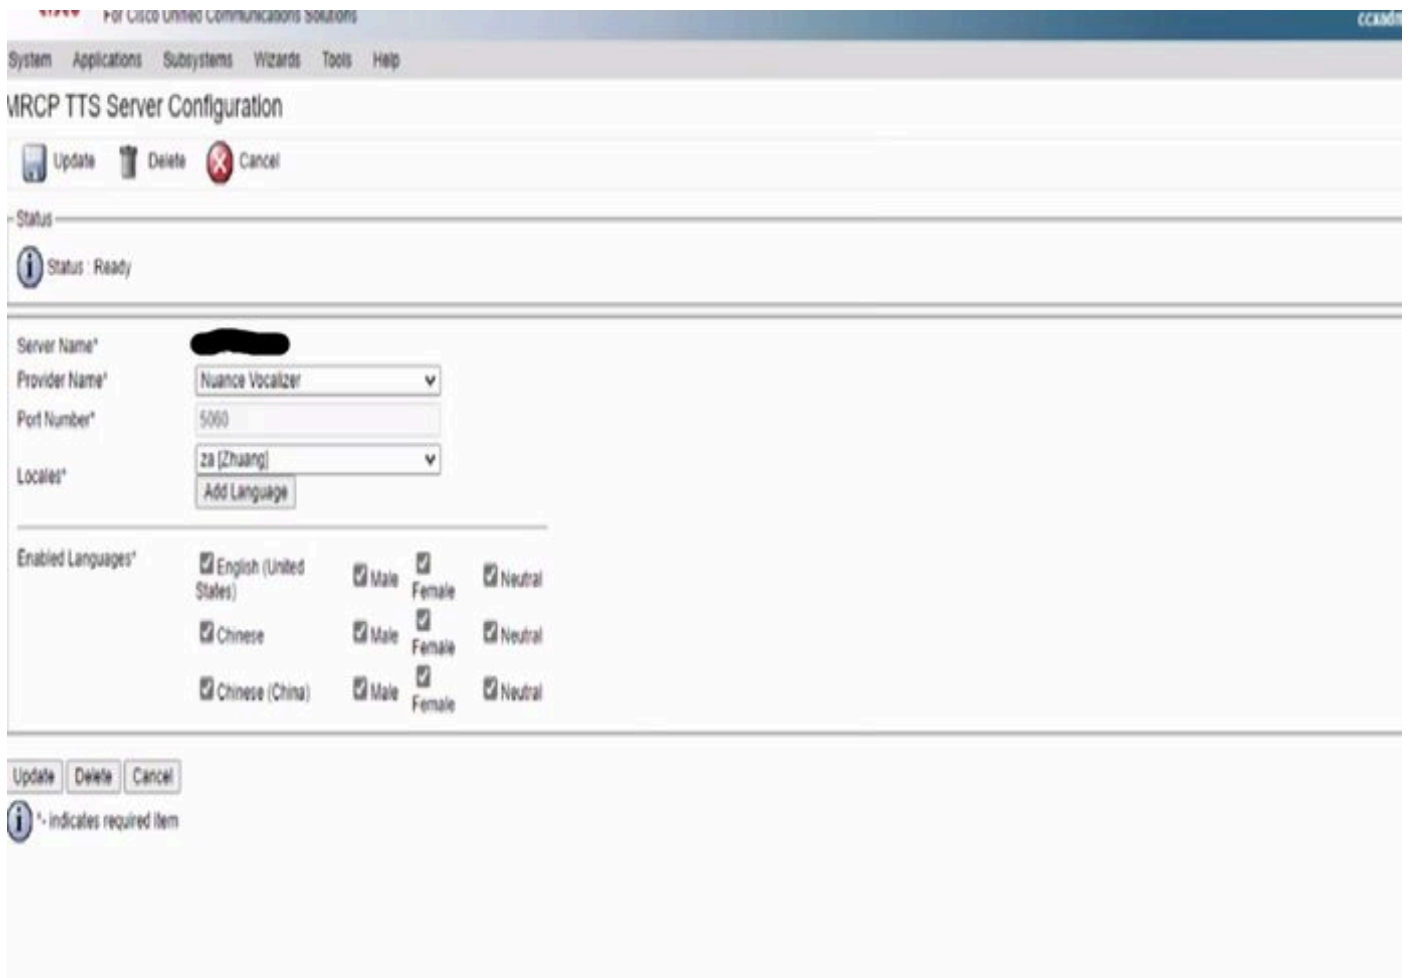 For Cisco Unified Communications Solutions
ccxadm
System Applications Subsystems Wizards Tools Help
MRCP TTS Server Configuration
Update Delete Cancel
Status
Status : Ready
Server Name*
Provider Name* Nuance Vocalizer
Port Number* 5060
Locales* za [Zhuang]
Add Language
Enabled Languages* English (United States) Male Female Neutral
Chinese Male Female Neutral
Chinese (China) Male Female Neutral
Update Delete Cancel
*- indicates required item